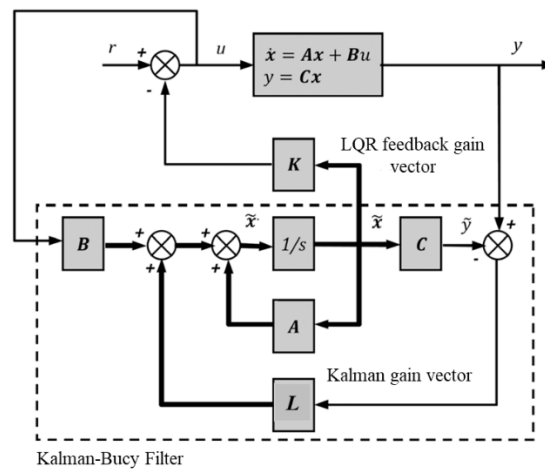 r
+
-
u
ẋ = Ax + Bu
y = Cx
y
K
LQR feedback gain
vector
B
+
+
+
+
x̃̇
1/s
x̃
C
ỹ
+
-
A
Kalman gain vector
L
Kalman-Bucy Filter